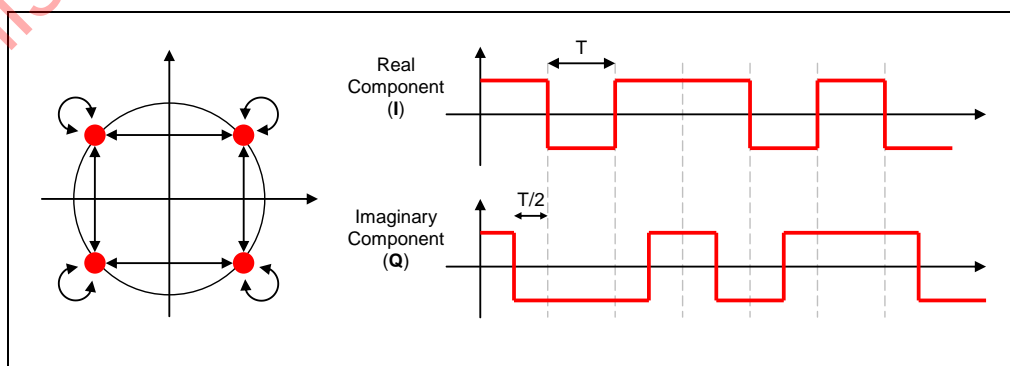 Real
Component
(I)
T
Imaginary
Component
(Q)
T/2